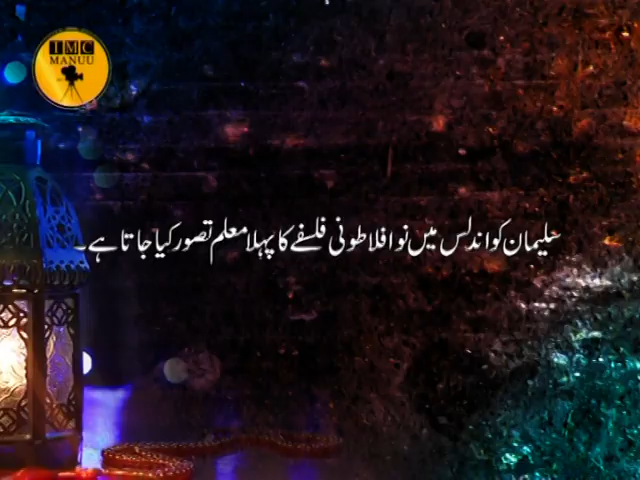 IMC
MANUU
سلیمان کو اندلس میں نو افلاطونی فلسفے کا پہلا معلم تصور کیا جاتا ہے۔